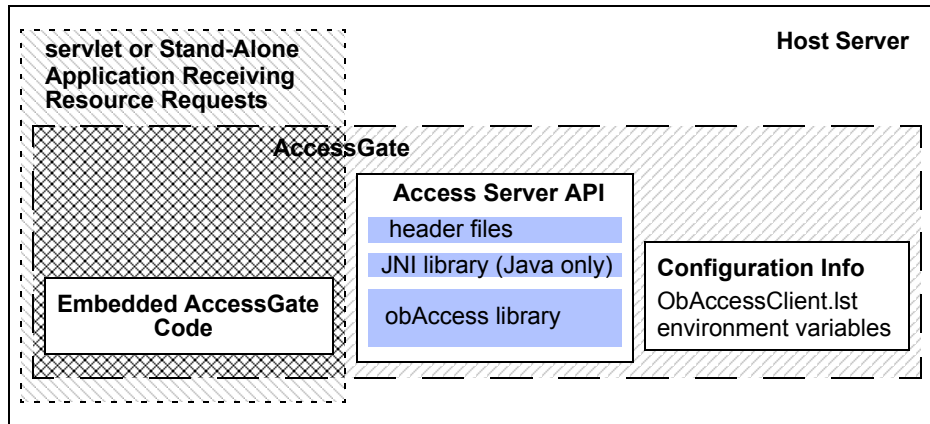 servlet or Stand-Alone
Application Receiving
Resource Requests
Host Server
AccessGate
Access Server API
header files
JNI library (Java only)
obAccess library
Embedded AccessGate
Code
Configuration Info
ObAccessClient.lst
environment variables